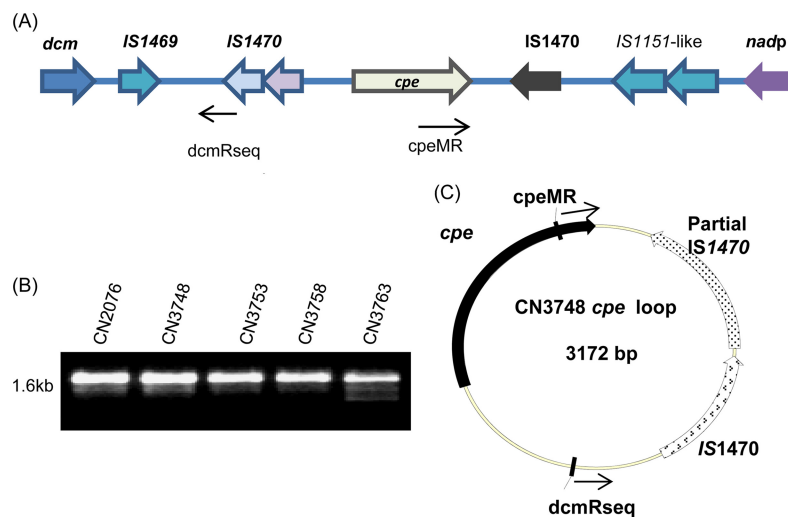 (A)
dcm IS1469 IS1470 IS1470 IS1151-like nadp
cpe
dcmRseq cpeMR
(B)
CN2076 CN3748 CN3753 CN3758 CN3763
1.6kb
(C)
cpeMR
cpe
Partial
IS1470
CN3748 cpe loop
3172 bp
IS1470
dcmRseq